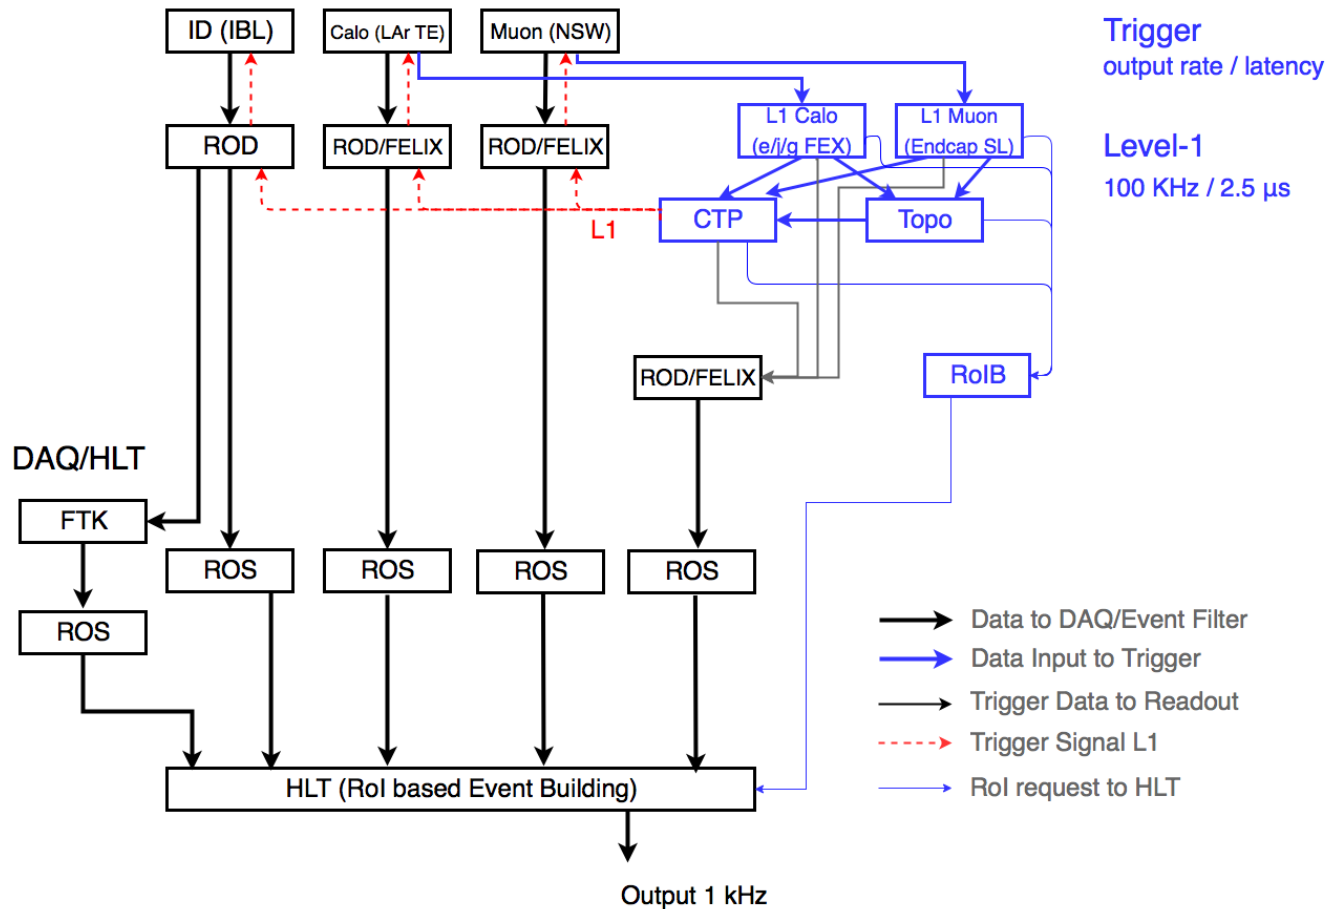 ID (IBL)
Calo (LAr TE)
Muon (NSW)
Trigger
output rate / latency
L1 Calo
(e/j/g FEX)
L1 Muon
(Endcap SL)
Level-1
100 KHz / 2.5 µs
ROD
ROD/FELIX
ROD/FELIX
CTP
Topo
L1
ROD/FELIX
RoIB
DAQ/HLT
FTK
ROS
ROS
ROS
ROS
ROS
Data to DAQ/Event Filter
Data Input to Trigger
Trigger Data to Readout
Trigger Signal L1
RoI request to HLT
HLT (RoI based Event Building)
Output 1 kHz